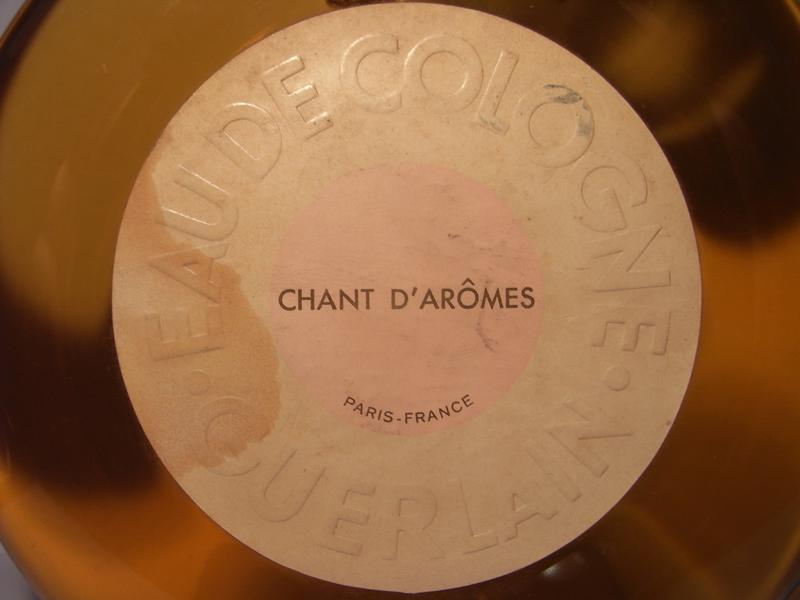 EAU DE COLOGNE
CHANT D'ARÔMES
PARIS-FRANCE
GUERLAIN